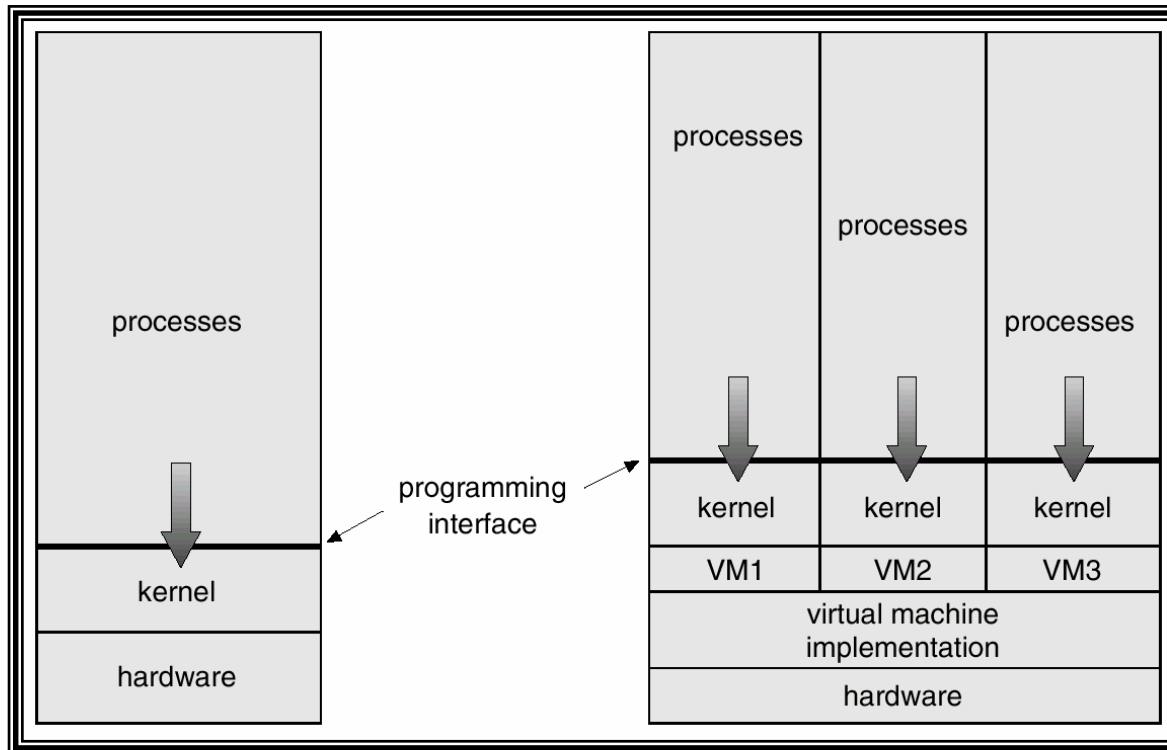 processes
kernel
hardware
programming
interface
processes
processes
processes
kernel
kernel
kernel
VM1
VM2
VM3
virtual machine
implementation
hardware